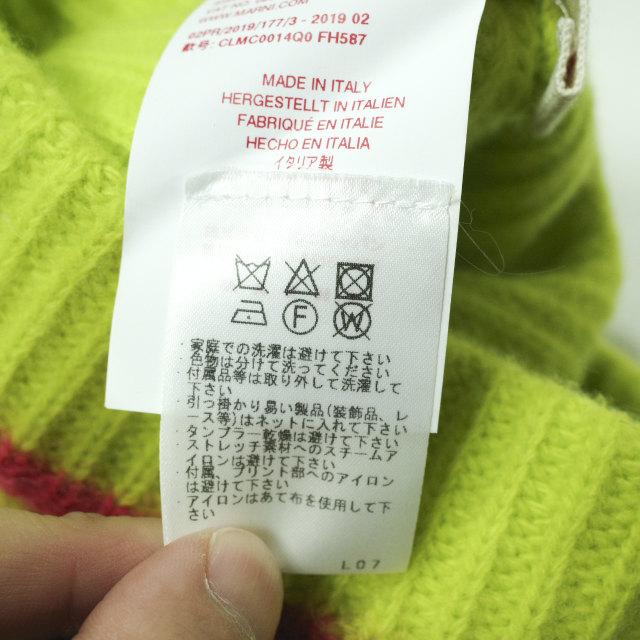 WWW.MARNI.COM
02PR/2019/177/3 - 2019 02
款号: CLMC0014Q0 FH587
MADE IN ITALY
HERGESTELLT IN ITALIEN
FABRIQUÉ EN ITALIE
HECHO EN ITALIA
イタリア製
P W
・家庭での洗濯は避けて下さい
・色物は分けて洗ってください
・付属品等は取り外して洗濯して
下さい
・引っ掛かり易い製品(装飾品、レ
ース等)はネットに入れて下さい
・タンブラー乾燥は避けて下さい
・ストレッチ素材へのスチームア
イロンは避けて下さい
・付属、プリント部へのアイロン
は避けて下さい
・アイロンはあて布を使用して下
さい
L07